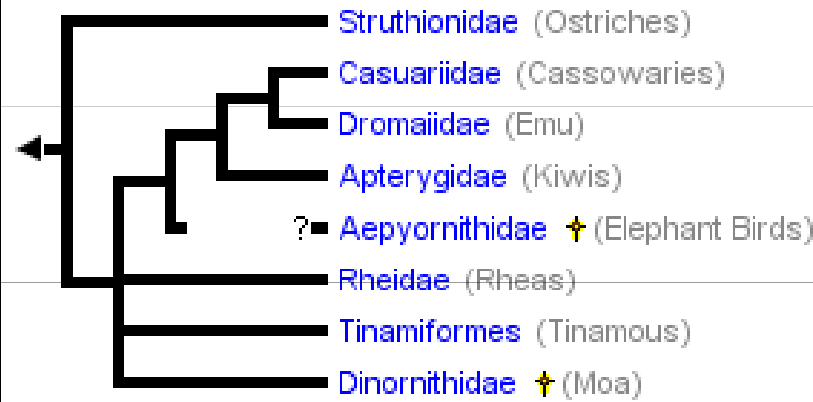 Struthionidae (Ostriches)
Casuariidae (Cassowaries)
Dromaiidae (Emu)
Apterygidae (Kiwis)
? Aepyornithidae † (Elephant Birds)
Rheidae (Rheas)
Tinamiformes (Tinamous)
Dinornithidae † (Moa)